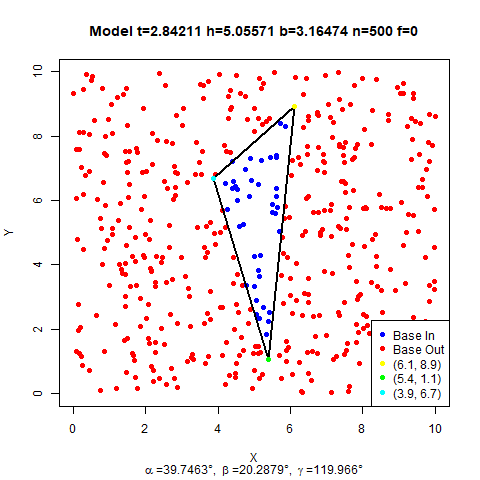 Model t=2.84211 h=5.05571 b=3.16474 n=500 f=0
10
8
6
4
2
0
Y
Base In
Base Out
(6.1, 8.9)
(5.4, 1.1)
(3.9, 6.7)
0 2 4 6 8 10
X
α=39.7463°, β=20.2879°, γ=119.966°